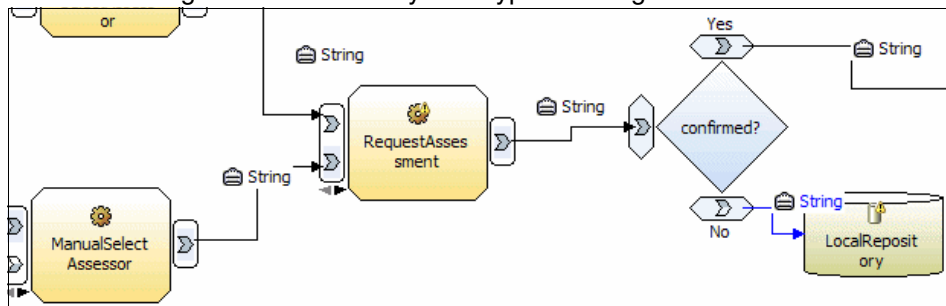 or
Yes
String
String
String
RequestAsses
sment
confirmed?
String
String
No
ManualSelect
Assessor
LocalReposit
ory